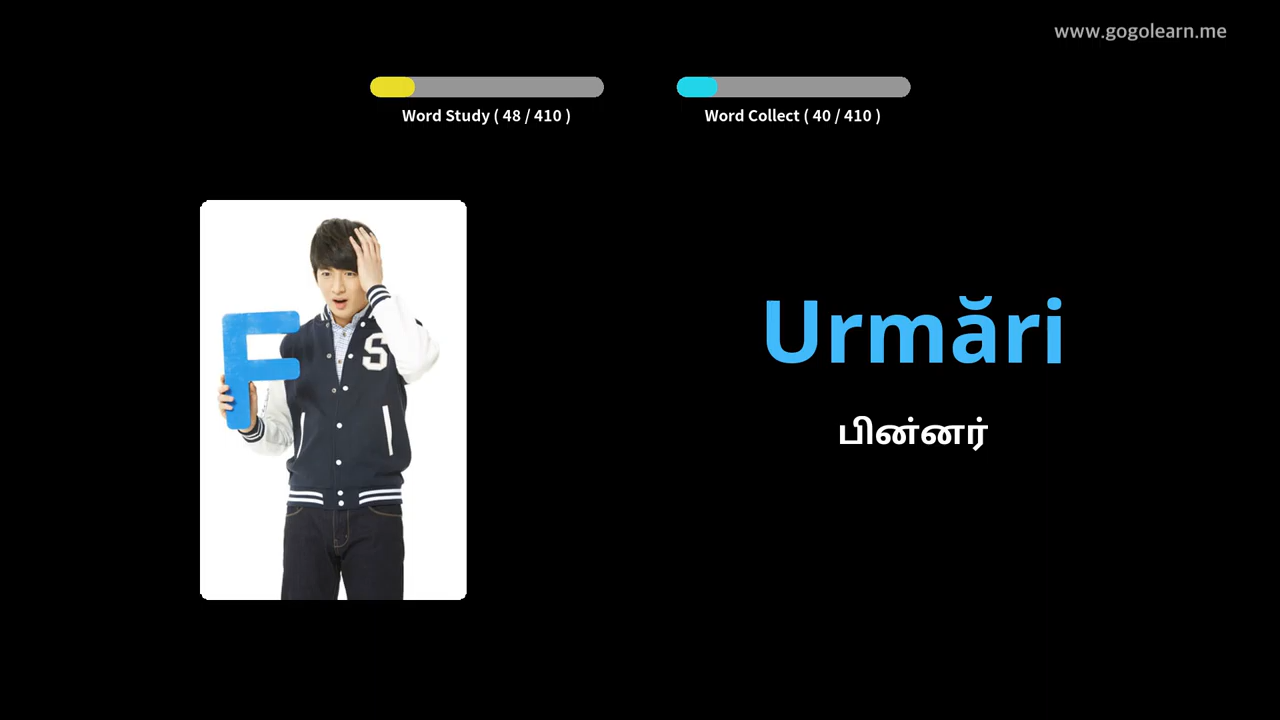 www.gogolearn.me
Word Study ( 48 / 410 )
Word Collect ( 40 / 410 )
F
S
Urmări
பின்னர்